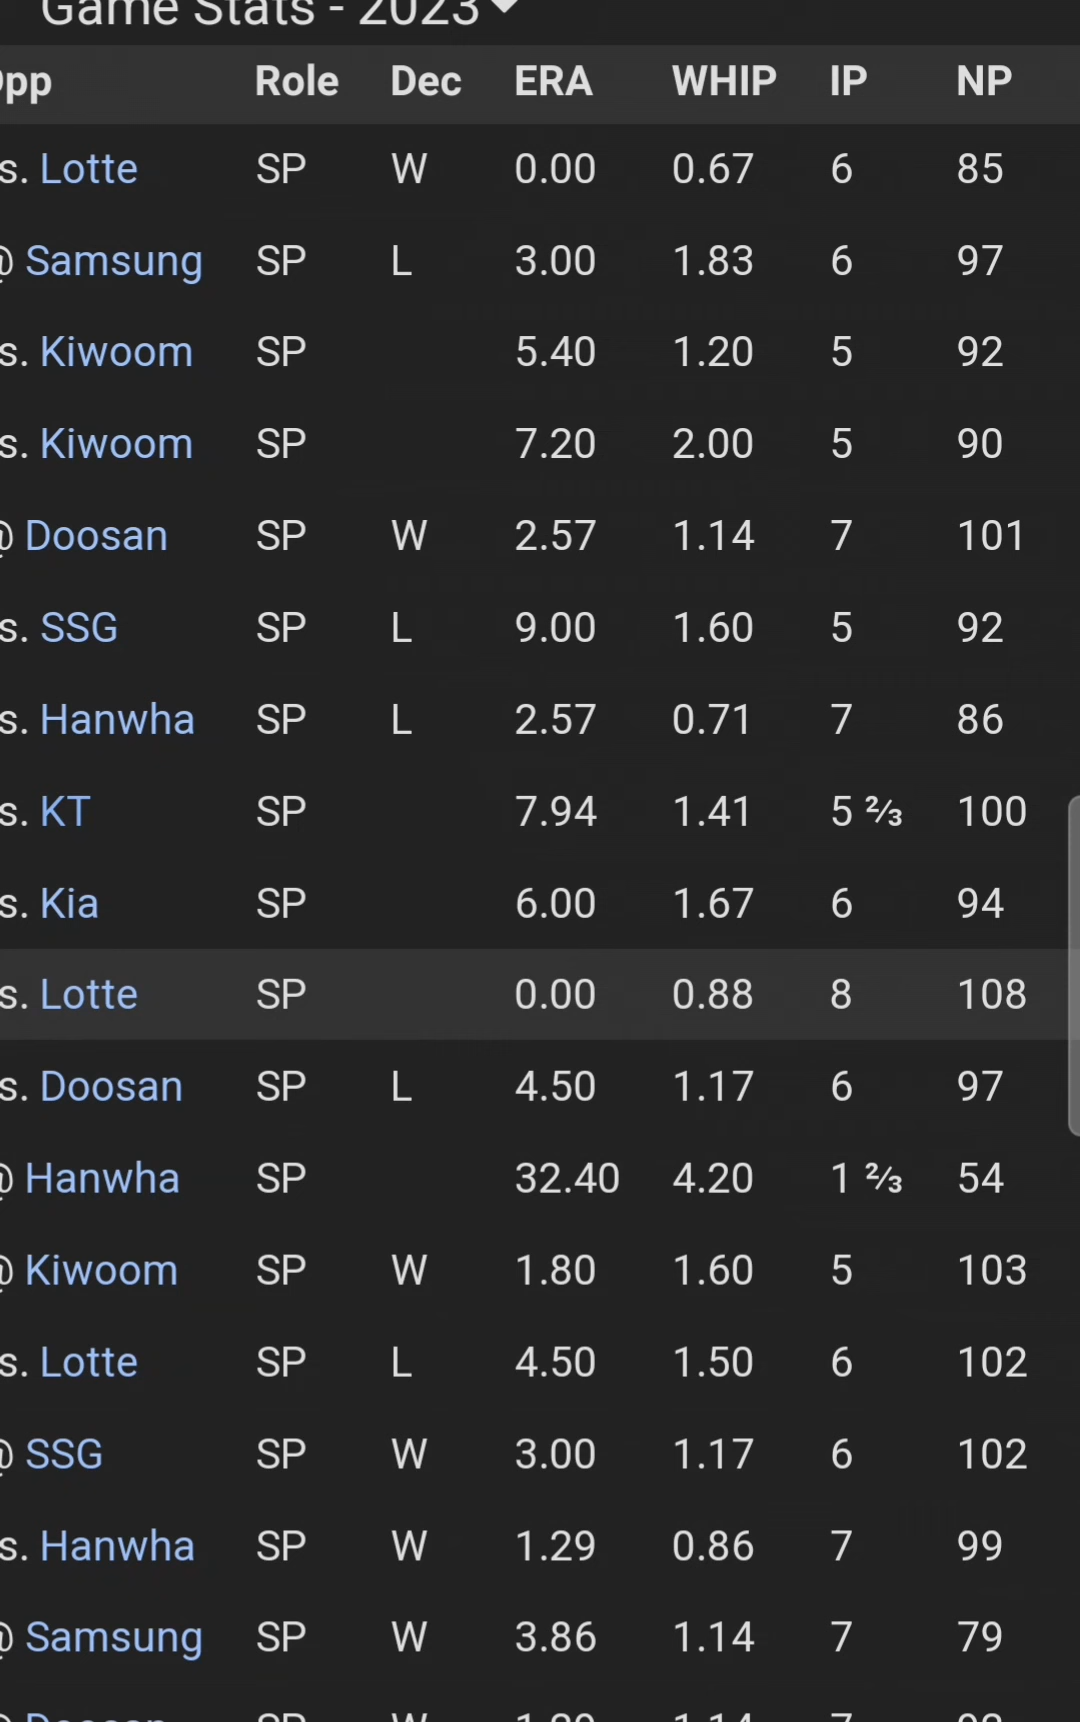 Game Stats - 2023
Opp Role Dec ERA WHIP IP NP
s. Lotte SP W 0.00 0.67 6 85
@ Samsung SP L 3.00 1.83 6 97
s. Kiwoom SP 5.40 1.20 5 92
s. Kiwoom SP 7.20 2.00 5 90
@ Doosan SP W 2.57 1.14 7 101
s. SSG SP L 9.00 1.60 5 92
s. Hanwha SP L 2.57 0.71 7 86
s. KT SP 7.94 1.41 5 ⅔ 100
s. Kia SP 6.00 1.67 6 94
s. Lotte SP 0.00 0.88 8 108
s. Doosan SP L 4.50 1.17 6 97
@ Hanwha SP 32.40 4.20 1 ⅔ 54
@ Kiwoom SP W 1.80 1.60 5 103
s. Lotte SP L 4.50 1.50 6 102
@ SSG SP W 3.00 1.17 6 102
s. Hanwha SP W 1.29 0.86 7 99
@ Samsung SP W 3.86 1.14 7 79
SP W 1.14 7